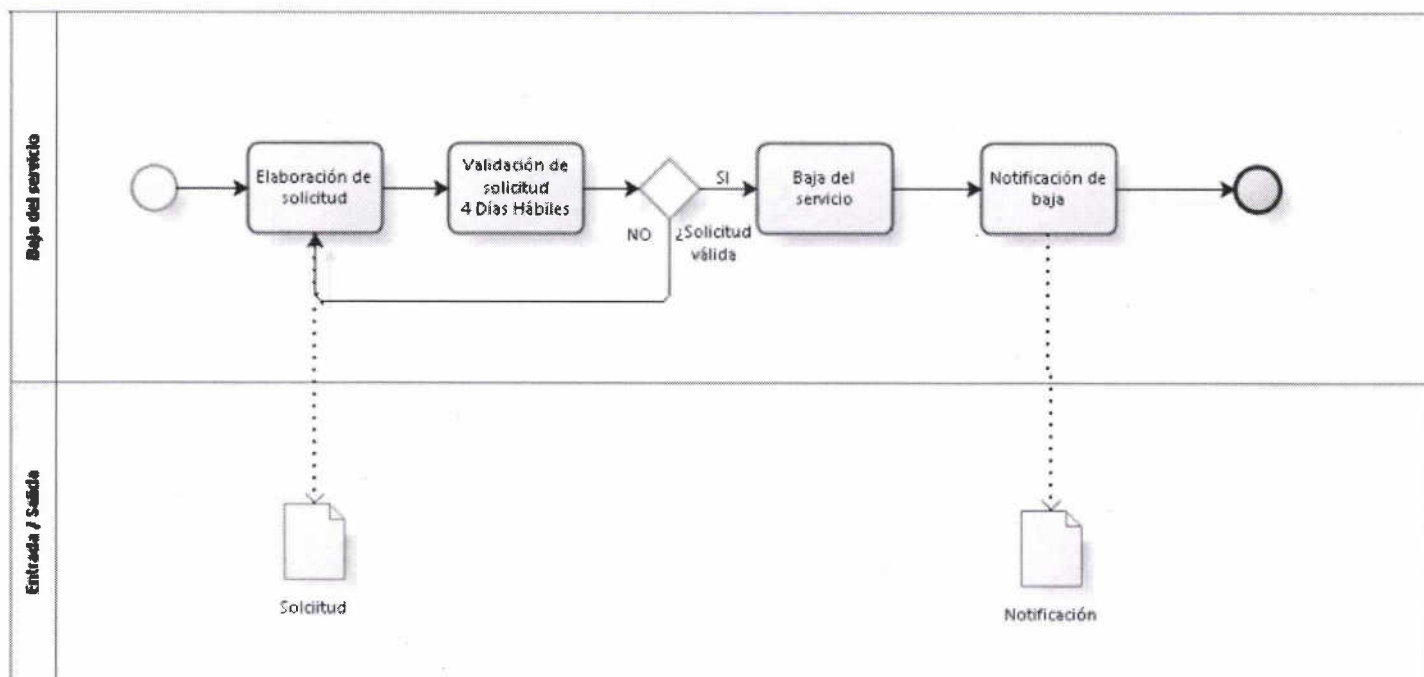 Baja del servicio
Elaboración de
solicitud
Validación de
solicitud
4 Días Hábiles
SI
NO
¿Solicitud
válida
Baja del
servicio
Notificación de
baja
Entrada / Salida
Solciitud
Notificación